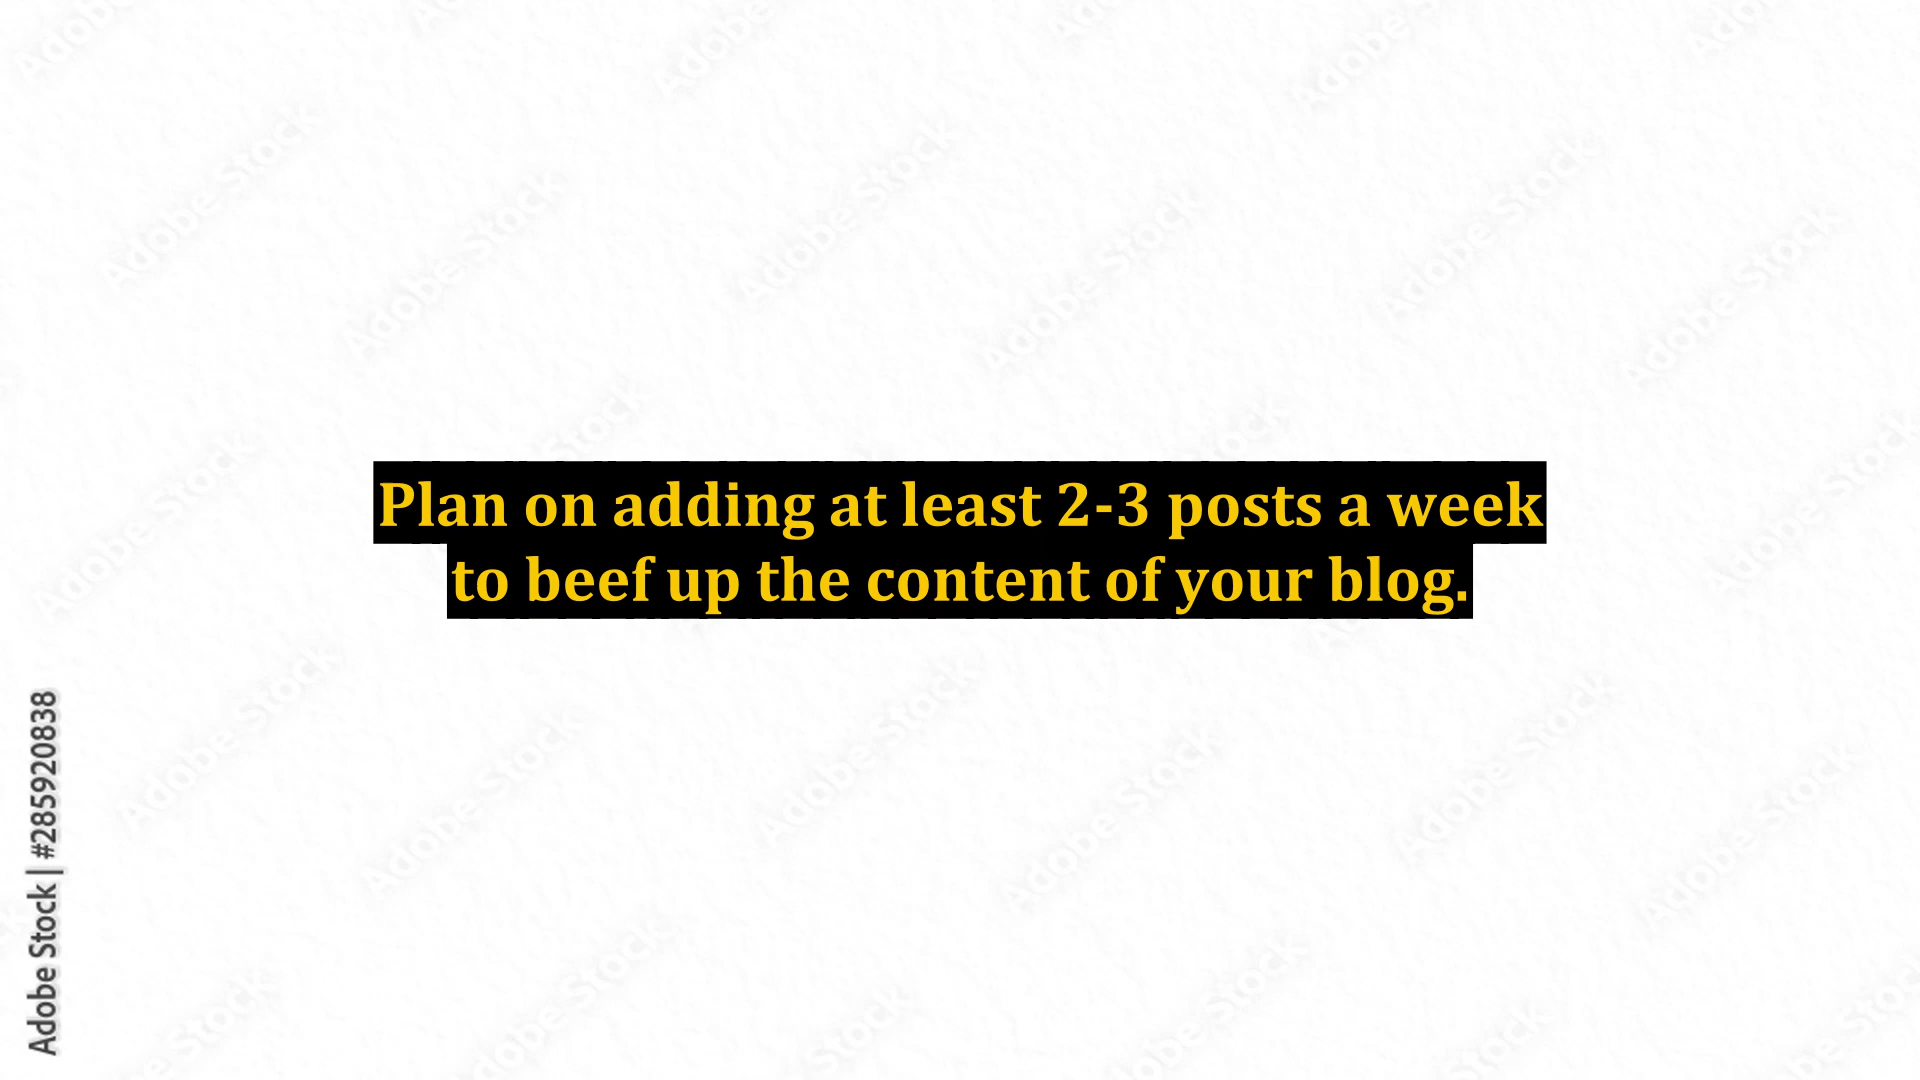 Plan on adding at least 2-3 posts a week
to beef up the content of your blog.
Adobe Stock | #285920838